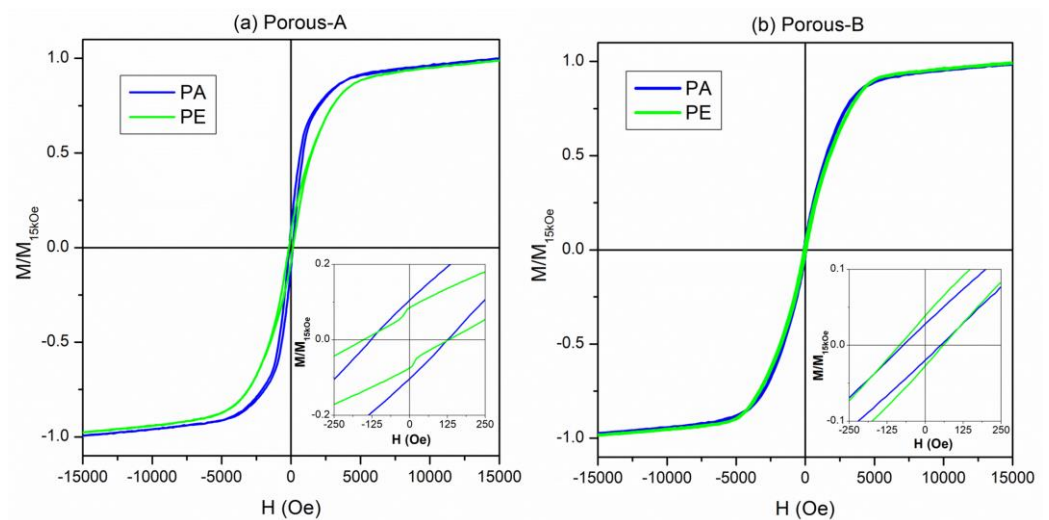 (a) Porous-A
PA
PE
1.0
0.5
0.0
-0.5
-1.0
M/M15kOe
-15000 -10000 -5000 0 5000 10000 15000
H (Oe)
0.2
0.0
-0.2
M/M15kOe
-250 -125 0 125 250
H (Oe)
(b) Porous-B
PA
PE
1.0
0.5
0.0
-0.5
-1.0
M/M15kOe
-15000 -10000 -5000 0 5000 10000 15000
H (Oe)
0.1
0.0
-0.1
M/M15kOe
-250 -125 0 125 250
H (Oe)